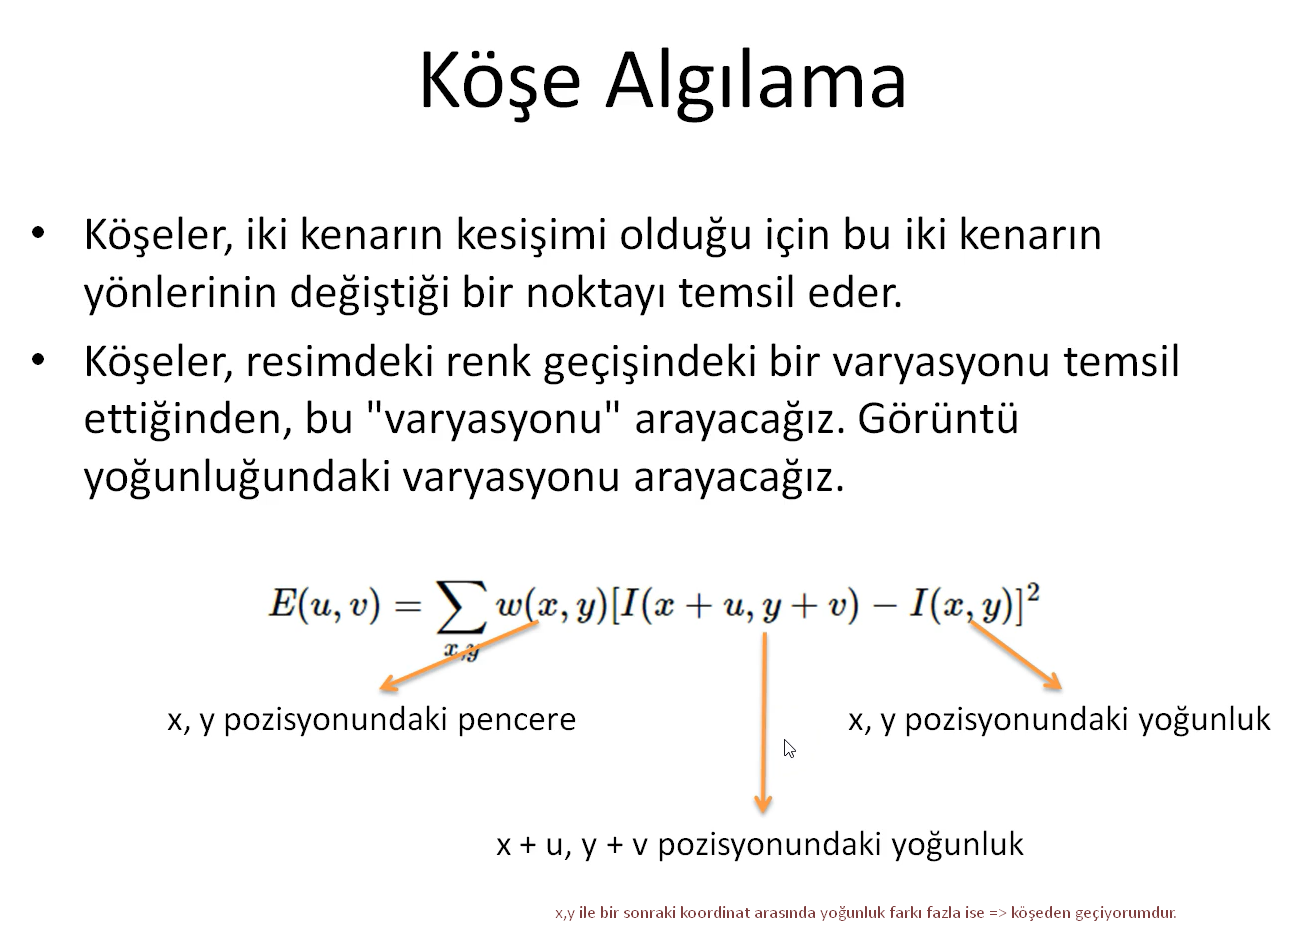 Köşe Algılama
• Köşeler, iki kenarın kesişimi olduğu için bu iki kenarın
yönlerinin değiştiği bir noktayı temsil eder.
• Köşeler, resimdeki renk geçişindeki bir varyasyonu temsil
ettiğinden, bu "varyasyonu" arayacağız. Görüntü
yoğunluğundaki varyasyonu arayacağız.
E(u, v) = ∑ w(x, y)[I(x + u, y + v) − I(x, y)]²
x,y
x, y pozisyonundaki pencere
x, y pozisyonundaki yoğunluk
x + u, y + v pozisyonundaki yoğunluk
x,y ile bir sonraki koordinat arasında yoğunluk farkı fazla ise => köşeden geçiyorumdur.